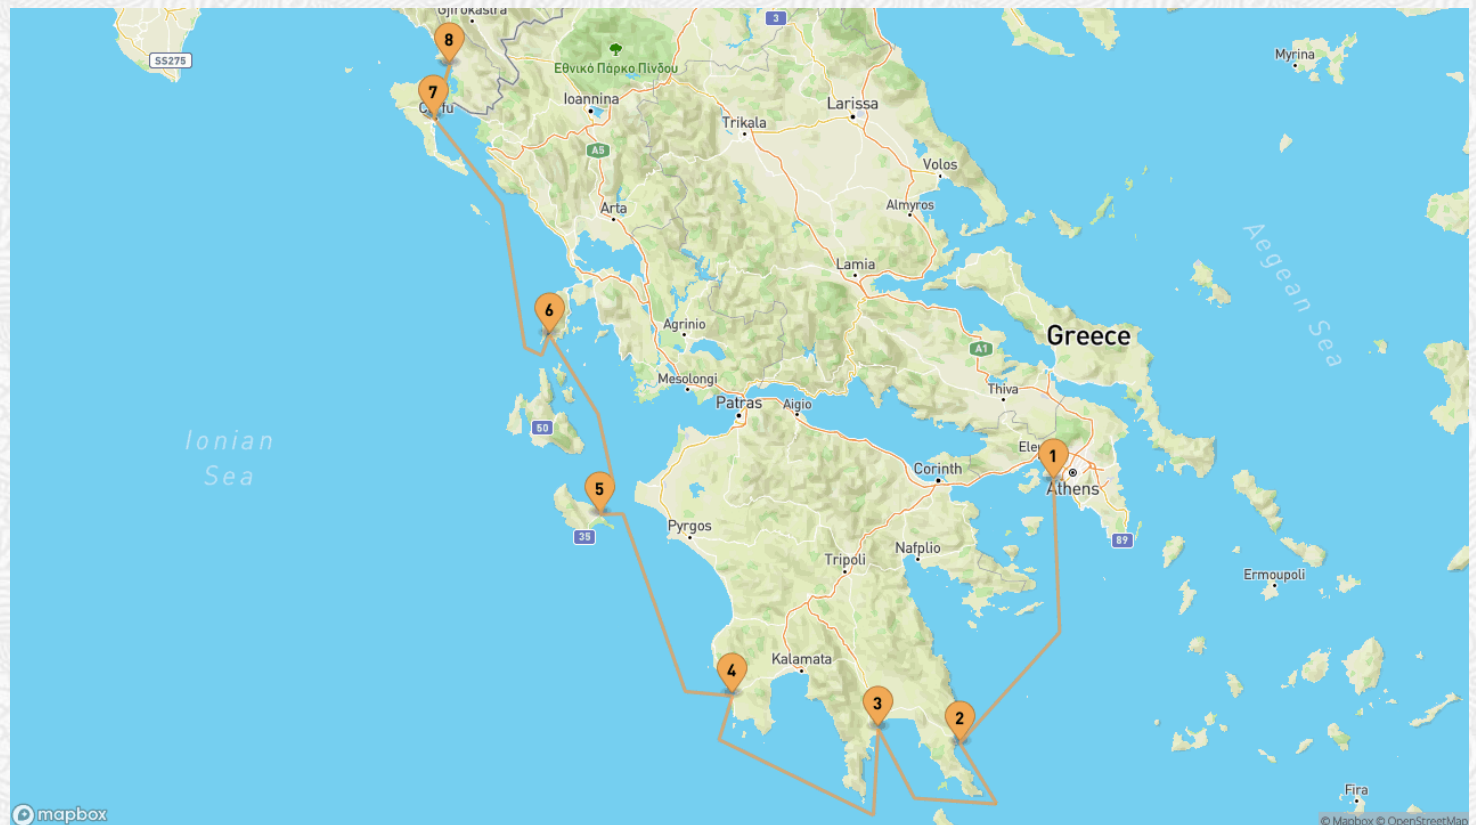 Gjirokastra
3
SS275
8
Εθνικό Πάρκο Πίνδου
Myrina
7
Corfu
Ioannina
Larissa
Trikala
A5
Volos
Arta
Almyros
Lamia
Aegean Sea
6
Agrinio
Greece
A1
Mesolongi
Thiva
Patras
Aigio
50
Ionian
Sea
1
Corinth
Athens
5
35
Pyrgos
Nafplio
89
Tripoli
Ermoupoli
Kalamata
4
3
2
Fira
mapbox
© Mapbox © OpenStreetMap